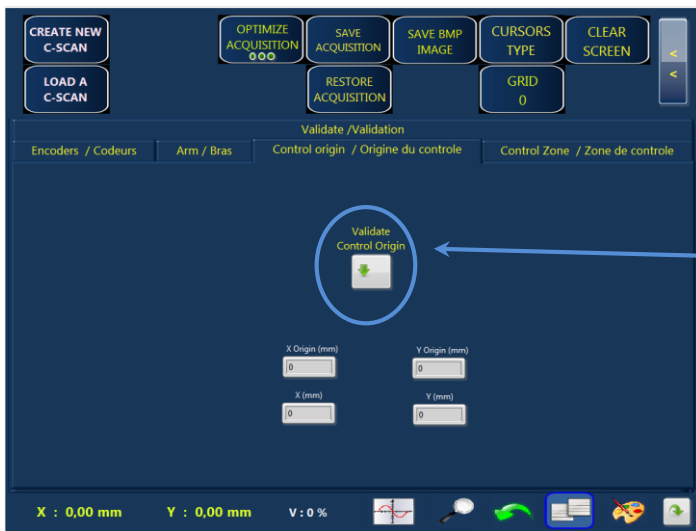 CREATE NEW
C-SCAN
OPTIMIZE
ACQUISITION
SAVE
ACQUISITION
SAVE BMP
IMAGE
CURSORS
TYPE
CLEAR
SCREEN
<
<
LOAD A
C-SCAN
RESTORE
ACQUISITION
GRID
0
Validate /Validation
Encoders / Codeurs
Arm / Bras
Control origin / Origine du controle
Control Zone / Zone de controle
Validate
Control Origin
X Origin (mm)
Y Origin (mm)
0
0
X (mm)
Y (mm)
0
0
X : 0,00 mm
Y : 0,00 mm
V : 0 %